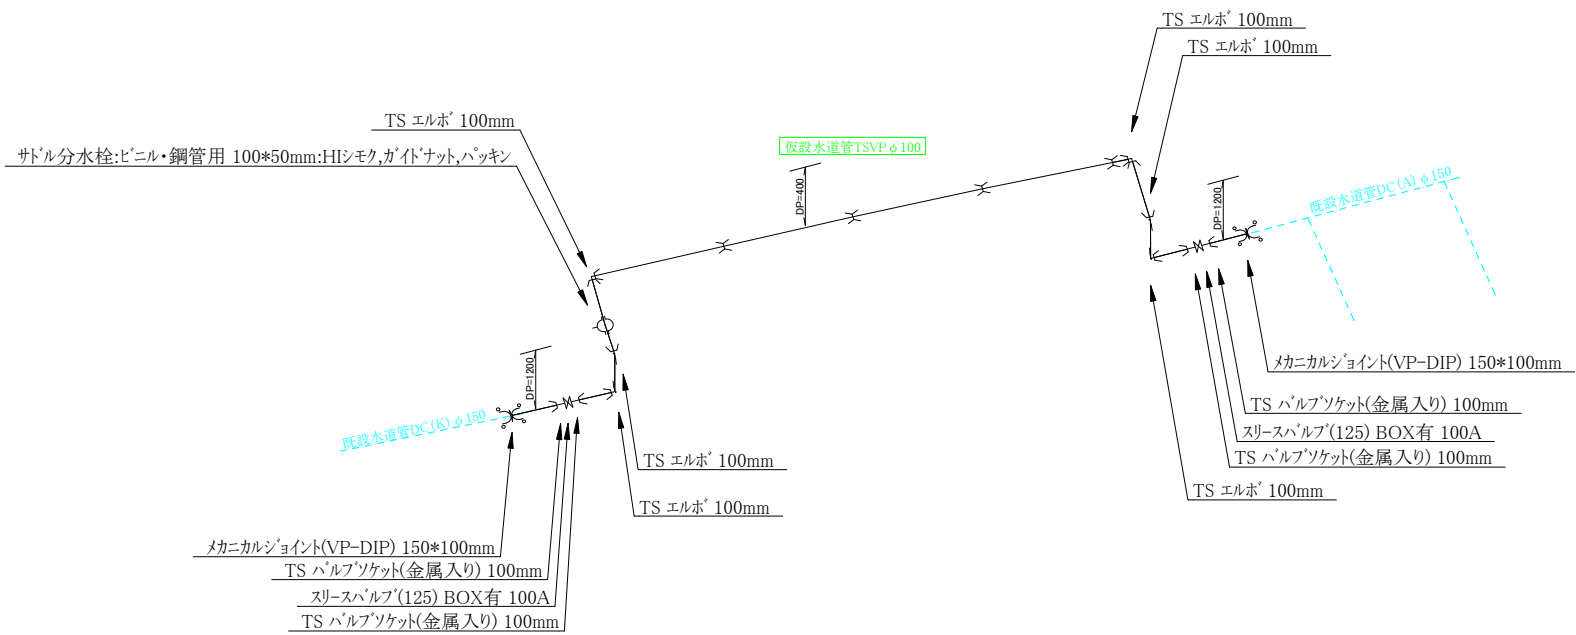 TS ｴﾙﾎﾞ 100mm
TS ｴﾙﾎﾞ 100mm
TS ｴﾙﾎﾞ 100mm
ｻﾄﾞﾙ分水栓:ﾋﾞﾆﾙ・鋼管用 100*50mm:HIｼﾓｸ,ｶﾞｲﾄﾞﾅｯﾄ,ﾊﾟｯｷﾝ
仮設水道管TSVPφ100
DP=400
既設水道管DC(A)φ150
DP=1200
DP=1200
既設水道管DC(K)φ150
ﾒｶﾆｶﾙｼﾞｮｲﾝﾄ(VP-DIP) 150*100mm
TS ﾊﾞﾙﾌﾞｿｹｯﾄ(金属入り) 100mm
ｽﾘｰｽﾊﾞﾙﾌﾞ(125) BOX有 100A
TS ﾊﾞﾙﾌﾞｿｹｯﾄ(金属入り) 100mm
TS ｴﾙﾎﾞ 100mm
TS ｴﾙﾎﾞ 100mm
TS ｴﾙﾎﾞ 100mm
ﾒｶﾆｶﾙｼﾞｮｲﾝﾄ(VP-DIP) 150*100mm
TS ﾊﾞﾙﾌﾞｿｹｯﾄ(金属入り) 100mm
ｽﾘｰｽﾊﾞﾙﾌﾞ(125) BOX有 100A
TS ﾊﾞﾙﾌﾞｿｹｯﾄ(金属入り) 100mm